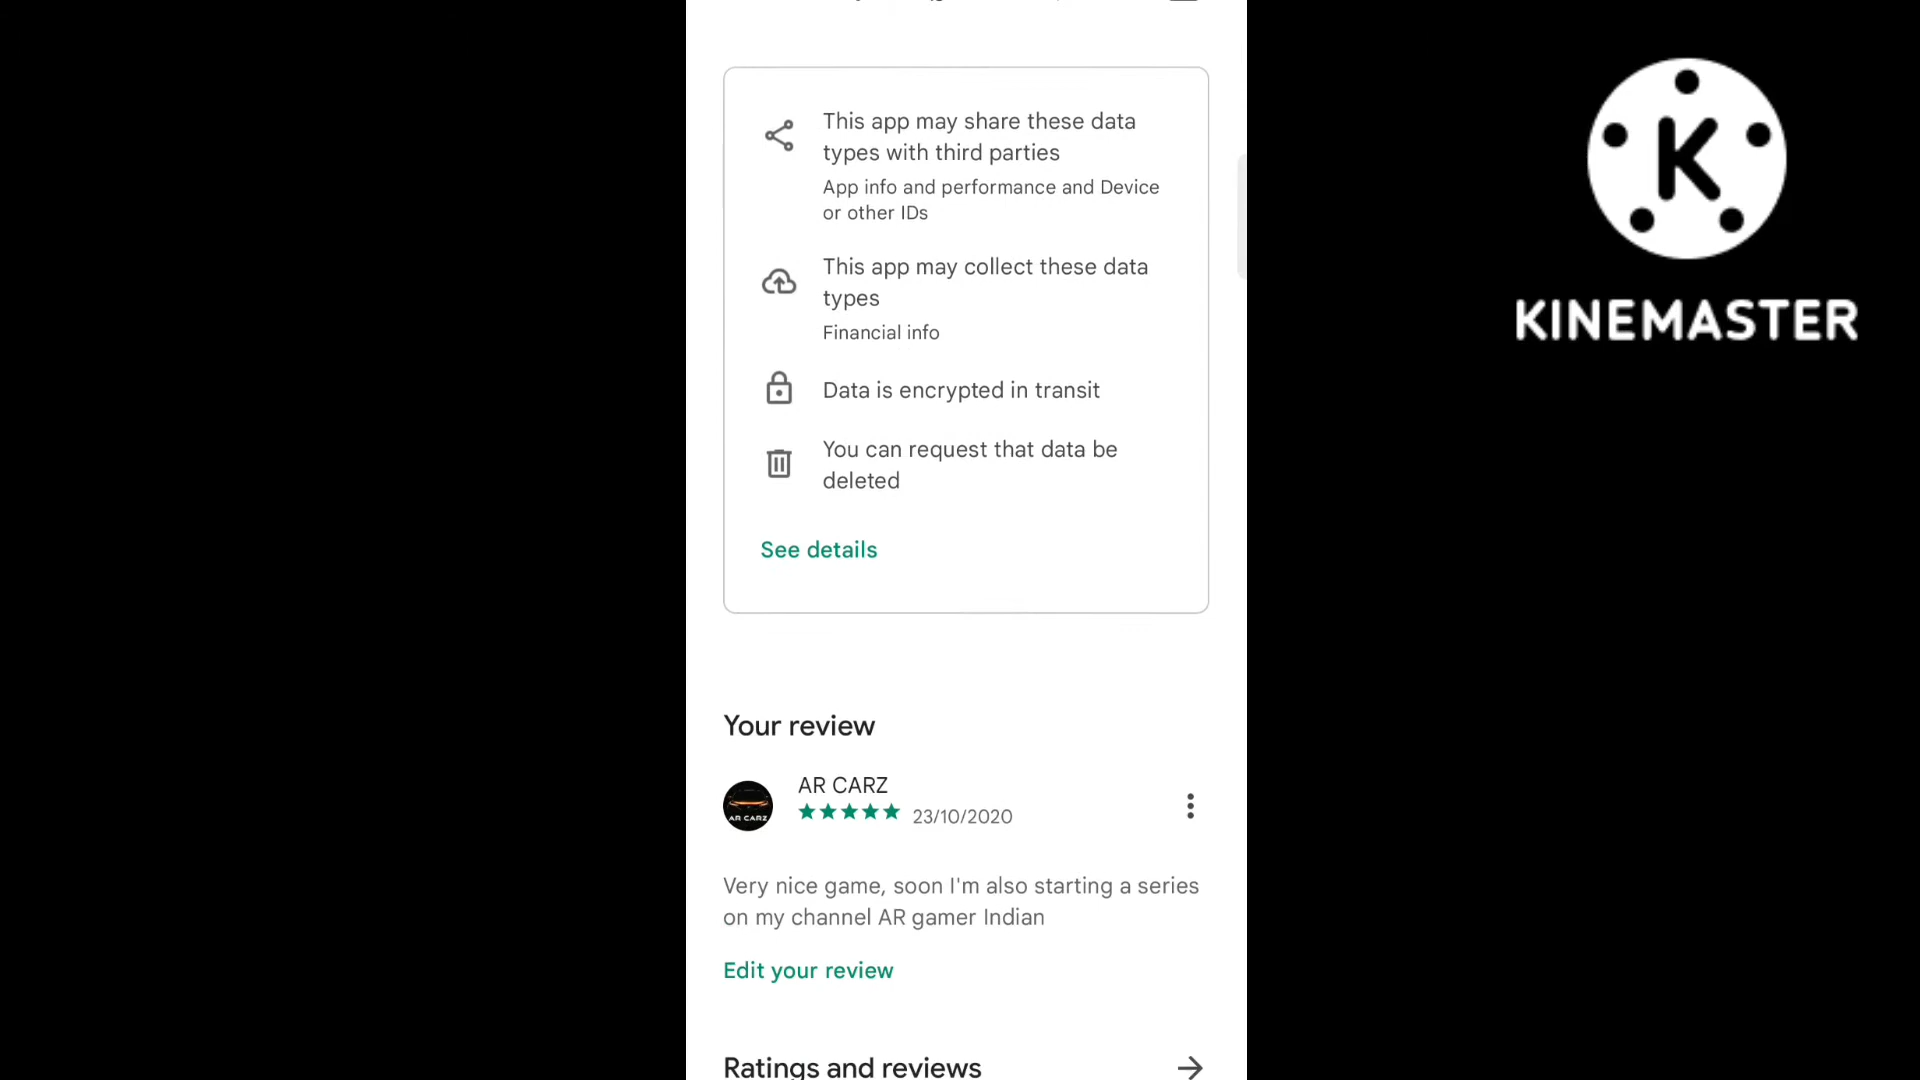 This app may share these data
types with third parties
App info and performance and Device
or other IDs
This app may collect these data
types
Financial info
Data is encrypted in transit
You can request that data be
deleted
See details
Your review
AR CARZ
AR CARZ
23/10/2020
Very nice game, soon I'm also starting a series
on my channel AR gamer Indian
Edit your review
Ratings and reviews
K
KINEMASTER